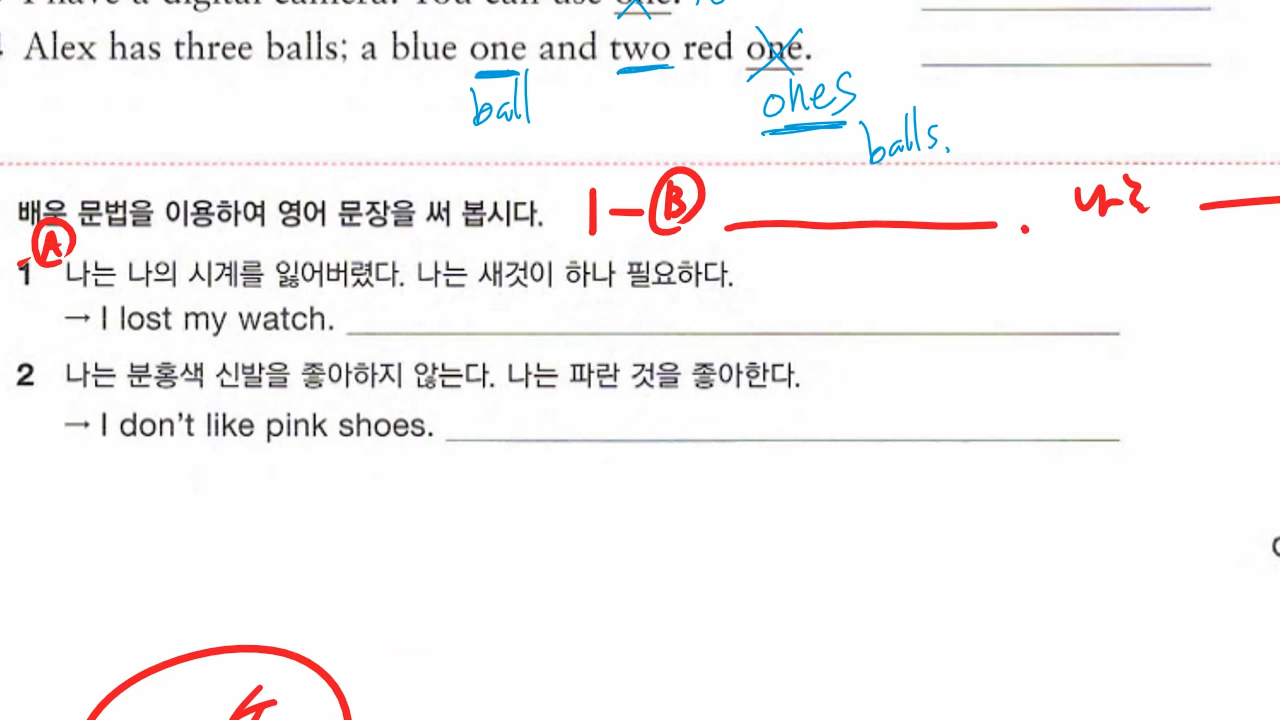 I have a digital camera. You can use one.
Alex has three balls; a blue one and two red one.
ball
ones
balls.
배운 문법을 이용하여 영어 문장을 써 봅시다. 1-Ⓑ ____ . 나는
Ⓐ
1 나는 나의 시계를 잃어버렸다. 나는 새것이 하나 필요하다.
→ I lost my watch.
2 나는 분홍색 신발을 좋아하지 않는다. 나는 파란 것을 좋아한다.
→ I don't like pink shoes.